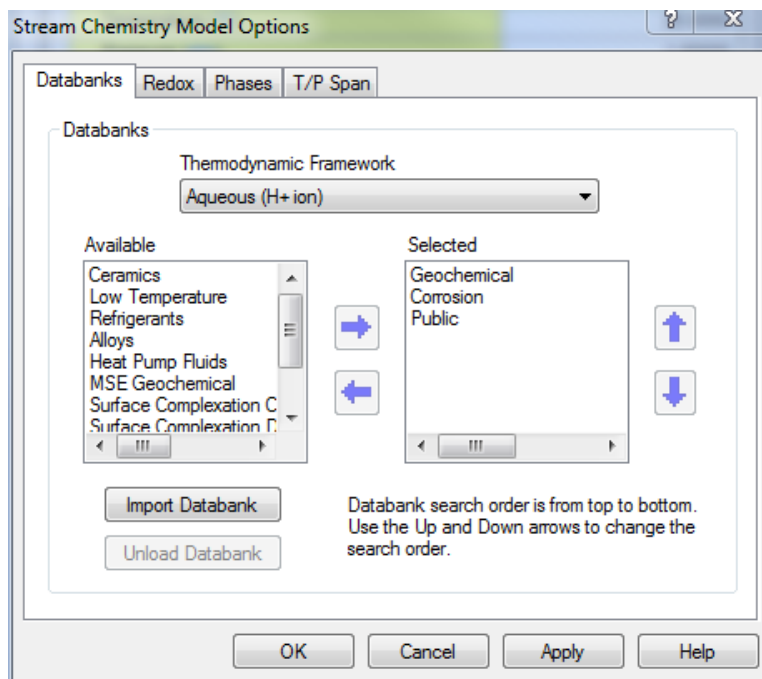 Stream Chemistry Model Options
Databanks Redox Phases T/P Span
Databanks
Thermodynamic Framework
Aqueous (H+ ion)
Available
Ceramics
Low Temperature
Refrigerants
Alloys
Heat Pump Fluids
MSE Geochemical
Surface Complexation C
Surface Complexation D
Selected
Geochemical
Corrosion
Public
Import Databank
Unload Databank
Databank search order is from top to bottom.
Use the Up and Down arrows to change the
search order.
OK Cancel Apply Help